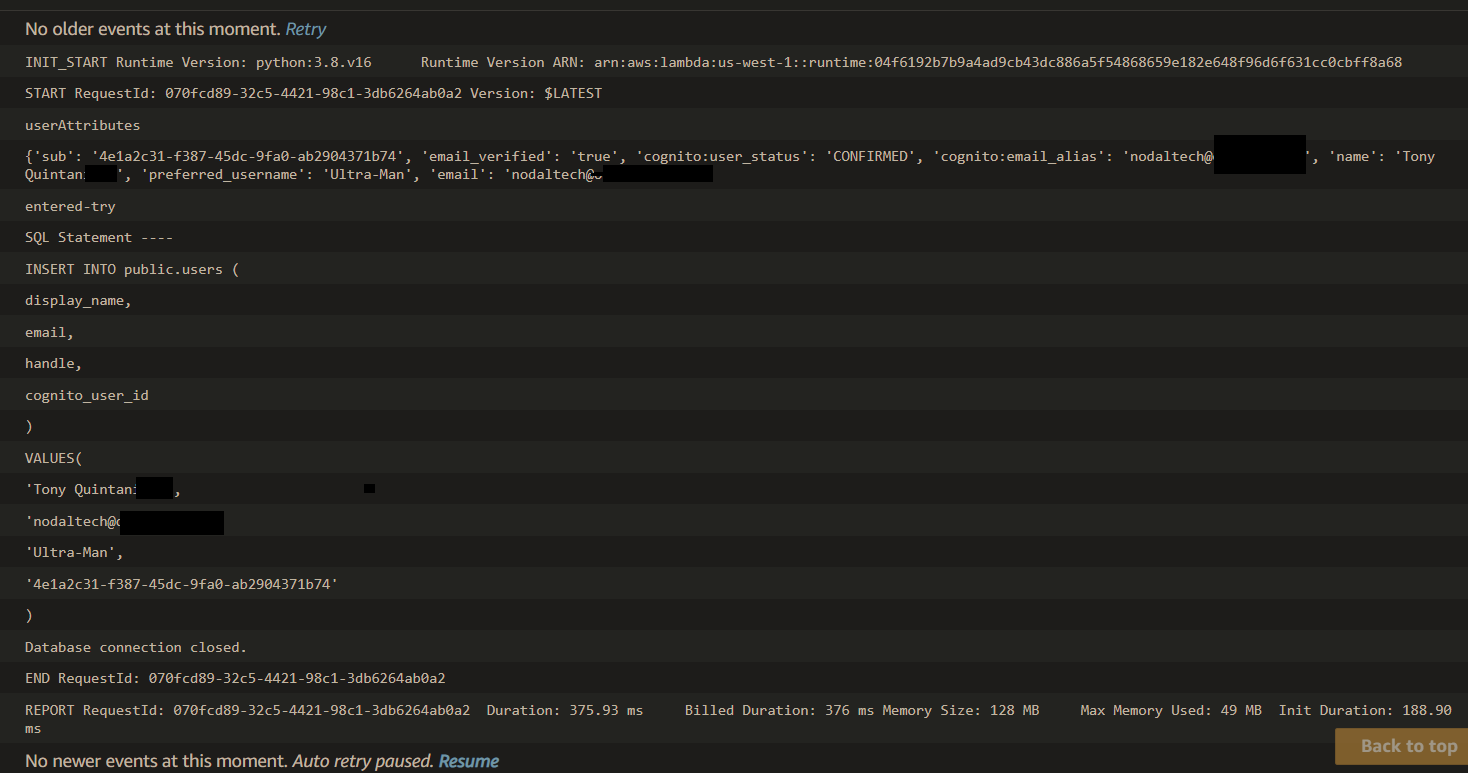 No older events at this moment. Retry
INIT_START Runtime Version: python:3.8.v16 Runtime Version ARN: arn:aws:lambda:us-west-1::runtime:04f6192b7b9a4ad9cb43dc886a5f54868659e182e648f96d6f631cc0cbff8a68
START RequestId: 070fcd89-32c5-4421-98c1-3db6264ab0a2 Version: $LATEST
userAttributes
{'sub': '4e1a2c31-f387-45dc-9fa0-ab2904371b74', 'email_verified': 'true', 'cognito:user_status': 'CONFIRMED', 'cognito:email_alias': 'nodaltech@ ', 'name': 'Tony
Quintani ', 'preferred_username': 'Ultra-Man', 'email': 'nodaltech@
entered-try
SQL Statement ----
INSERT INTO public.users (
display_name,
email,
handle,
cognito_user_id
)
VALUES(
'Tony Quintani ,
'nodaltech@
'Ultra-Man',
'4e1a2c31-f387-45dc-9fa0-ab2904371b74'
)
Database connection closed.
END RequestId: 070fcd89-32c5-4421-98c1-3db6264ab0a2
REPORT RequestId: 070fcd89-32c5-4421-98c1-3db6264ab0a2 Duration: 375.93 ms Billed Duration: 376 ms Memory Size: 128 MB Max Memory Used: 49 MB Init Duration: 188.90
ms
Back to top
No newer events at this moment. Auto retry paused. Resume